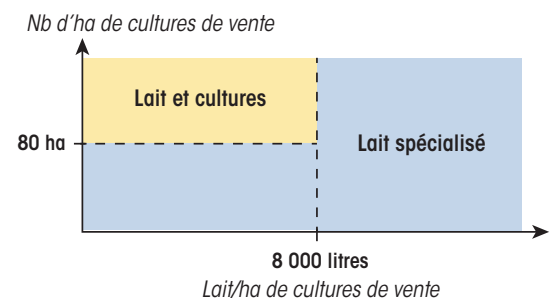 Nb d'ha de cultures de vente
Lait et cultures
80 ha
Lait spécialisé
8 000 litres
Lait/ha de cultures de vente